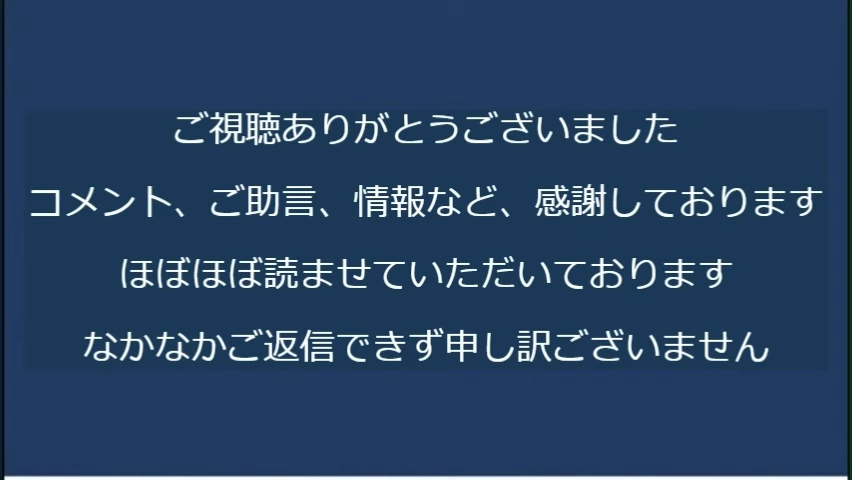 ご視聴ありがとうございました
コメント、ご助言、情報など、感謝しております
ほぼほぼ読ませていただいております
なかなかご返信できず申し訳ございません